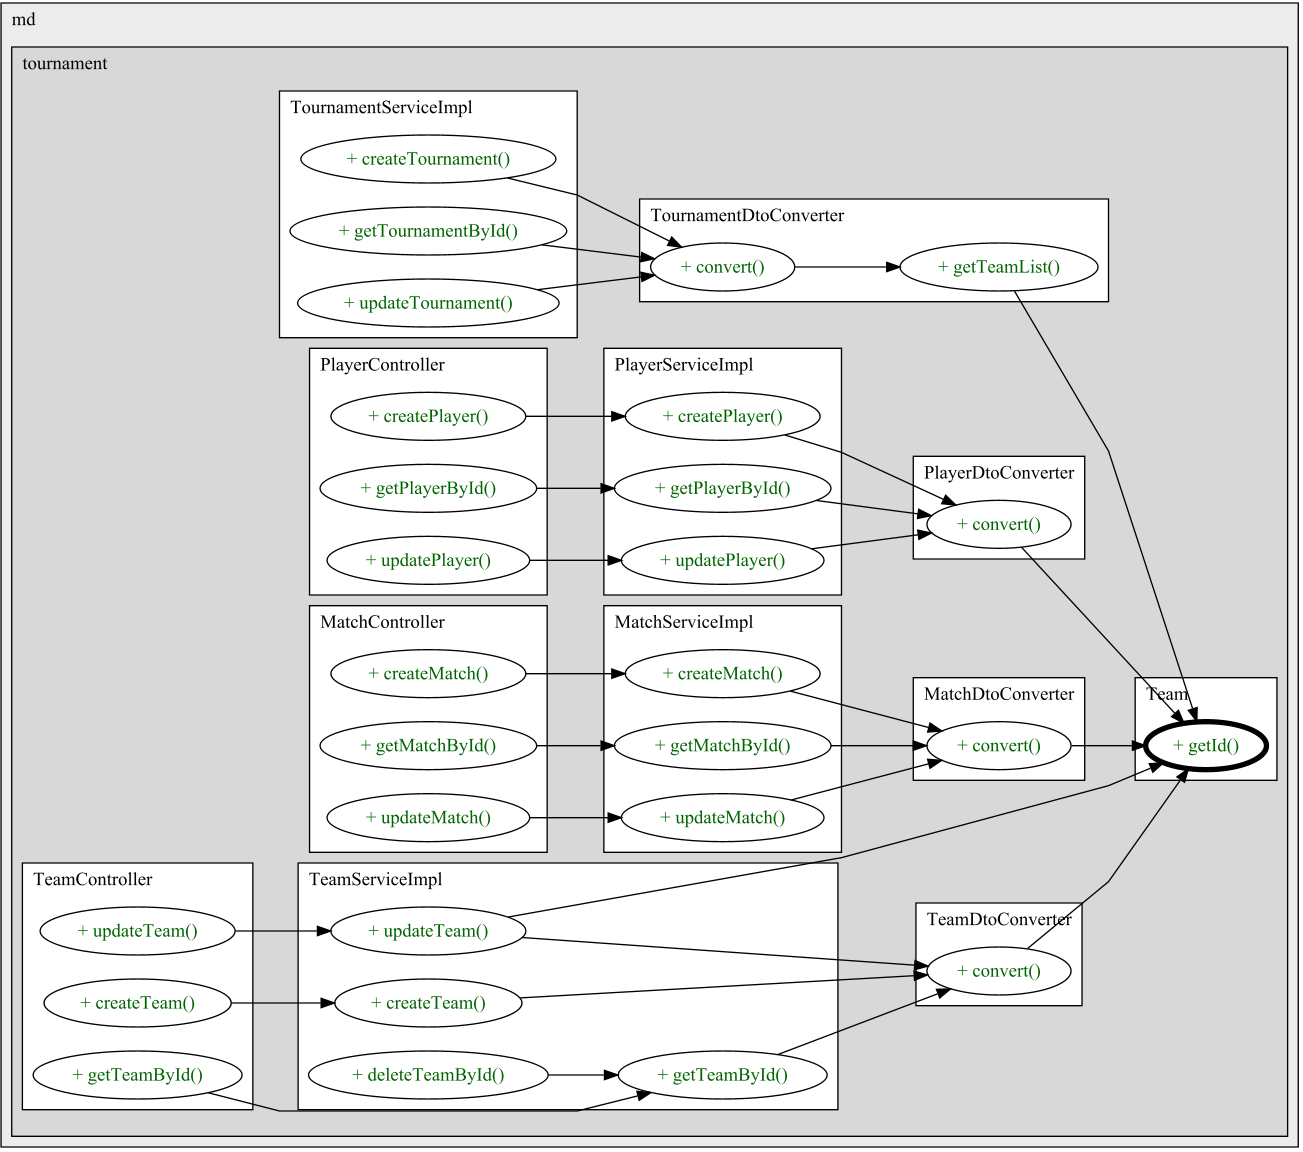 md
tournament
TournamentServiceImpl
+ createTournament()
+ getTournamentById()
+ updateTournament()
TournamentDtoConverter
+ convert()
+ getTeamList()
PlayerController
+ createPlayer()
+ getPlayerById()
+ updatePlayer()
PlayerServiceImpl
+ createPlayer()
+ getPlayerById()
+ updatePlayer()
PlayerDtoConverter
+ convert()
MatchController
+ createMatch()
+ getMatchById()
+ updateMatch()
MatchServiceImpl
+ createMatch()
+ getMatchById()
+ updateMatch()
MatchDtoConverter
+ convert()
Team
+ getId()
TeamController
+ updateTeam()
+ createTeam()
+ getTeamById()
TeamServiceImpl
+ updateTeam()
+ createTeam()
+ deleteTeamById()
+ getTeamById()
TeamDtoConverter
+ convert()